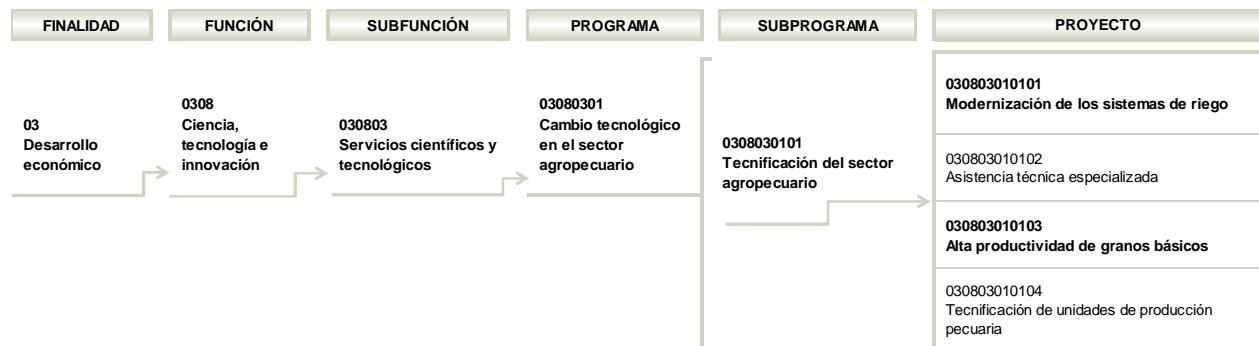 FINALIDAD
FUNCIÓN
SUBFUNCIÓN
PROGRAMA
SUBPROGRAMA
PROYECTO
03
Desarrollo
económico
0308
Ciencia,
tecnología e
innovación
030803
Servicios científicos y
tecnológicos
03080301
Cambio tecnológico
en el sector
agropecuario
0308030101
Tecnificación del sector
agropecuario
030803010101
Modernización de los sistemas de riego
030803010102
Asistencia técnica especializada
030803010103
Alta productividad de granos básicos
030803010104
Tecnificación de unidades de producción
pecuaria